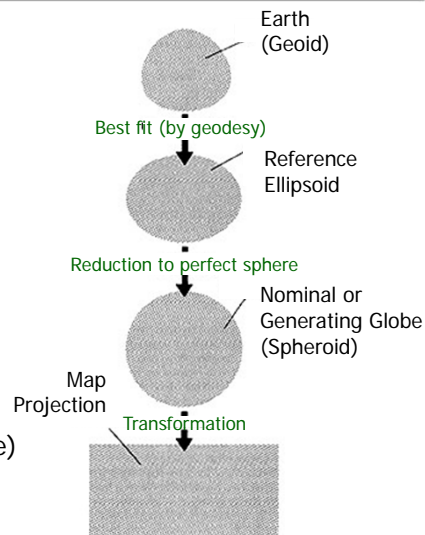 Earth
(Geoid)
Best fit (by geodesy)
Reference
Ellipsoid
Reduction to perfect sphere
Nominal or
Generating Globe
(Spheroid)
Map
Projection
Transformation
e)